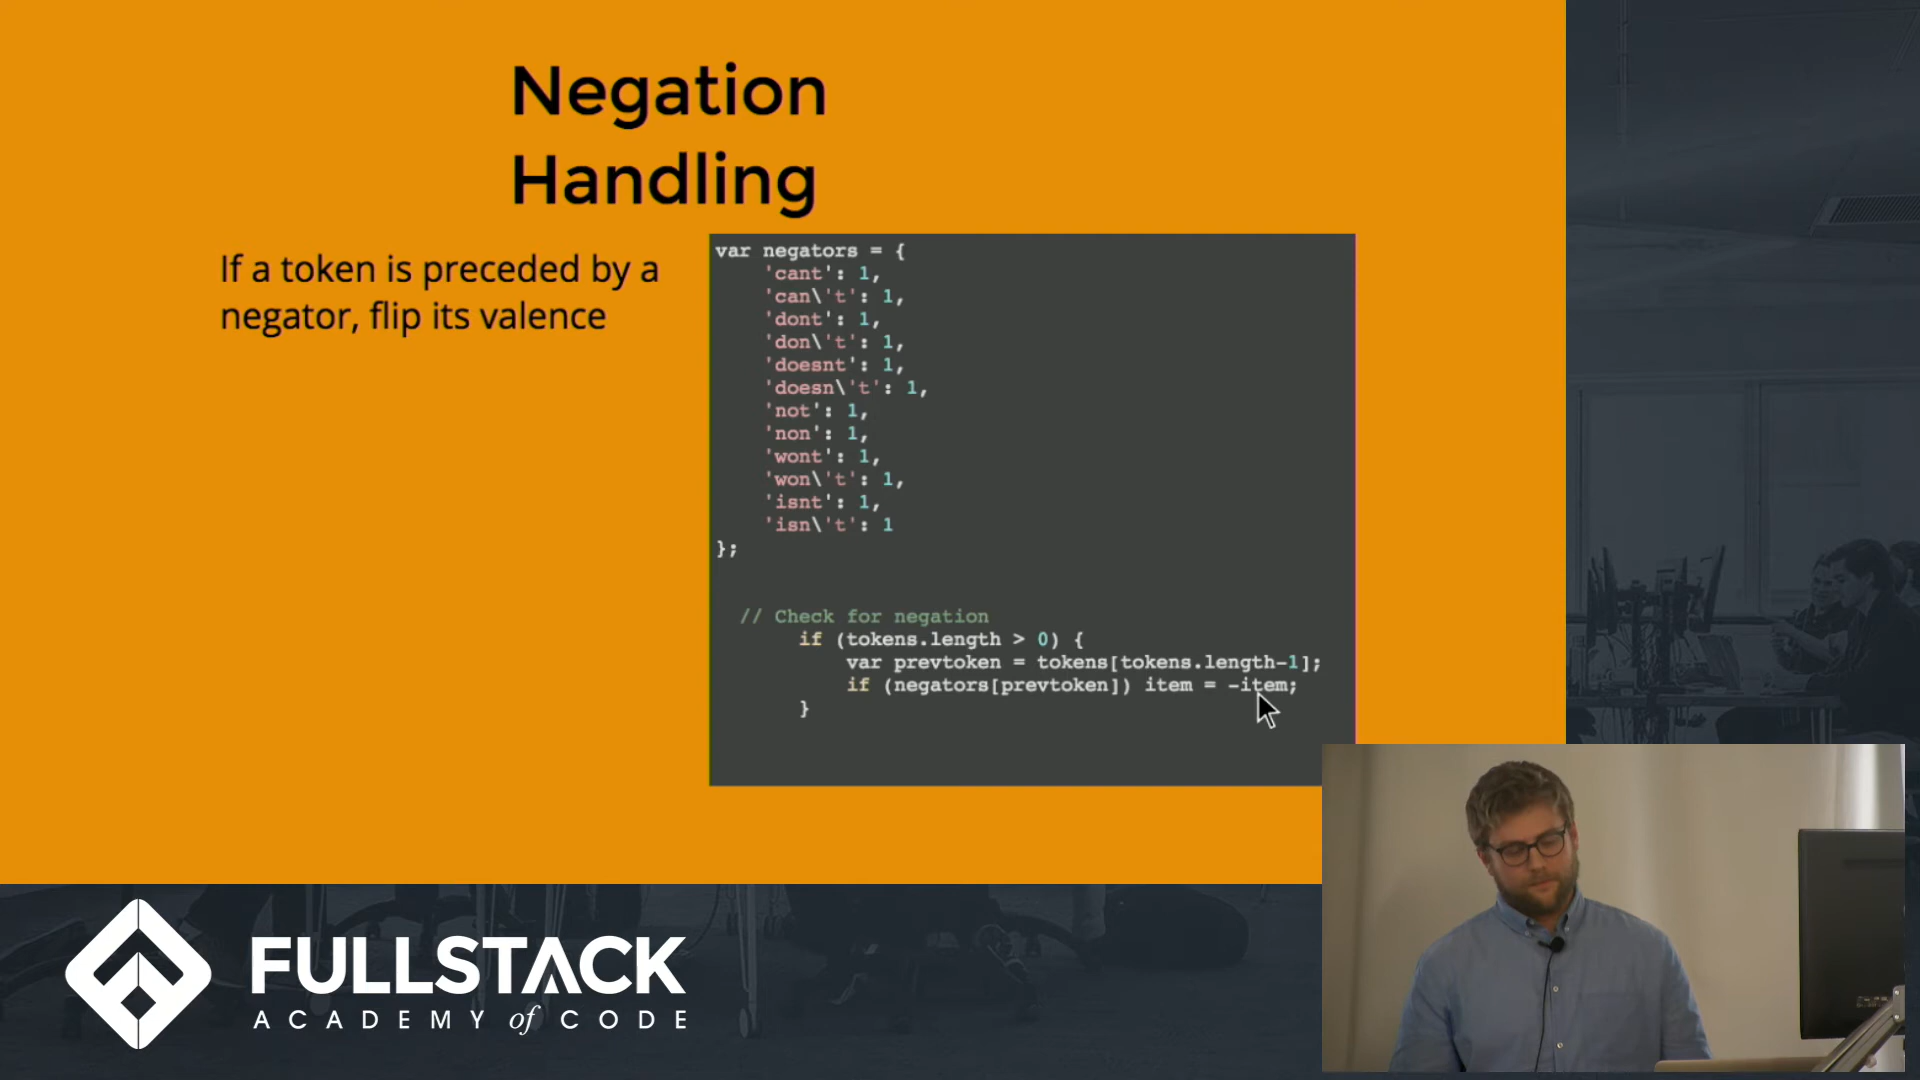 Negation
Handling
If a token is preceded by a
negator, flip its valence
var negators = {
'cant': 1,
'can\'t': 1,
'dont': 1,
'don\'t': 1,
'doesnt': 1,
'doesn\'t': 1,
'not': 1,
'non': 1,
'wont': 1,
'won\'t': 1,
'isnt': 1,
'isn\'t': 1
};
// Check for negation
if (tokens.length > 0) {
var prevtoken = tokens[tokens.length-1];
if (negators[prevtoken]) item = -item;
}
FULLSTACK
ACADEMY of CODE